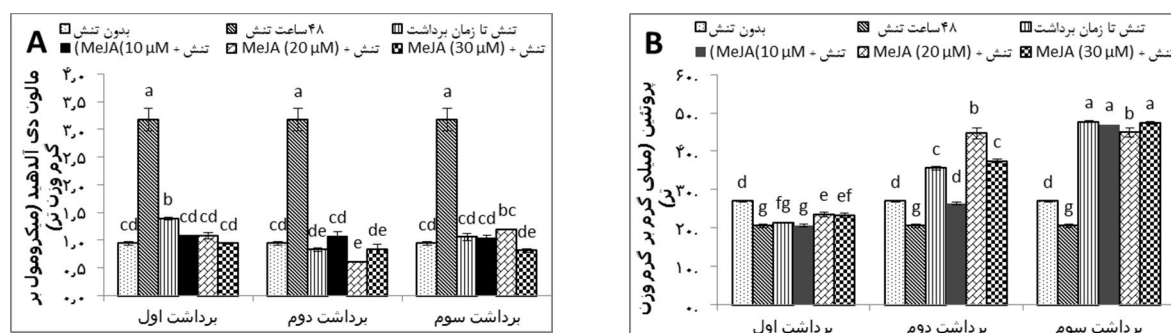 A
بدون تنش
۴۸ساعت تنش
تنش تا زمان برداشت
تنش + MeJA(10 µM)
تنش + MeJA (20 µM)
تنش + MeJA (30 µM)
مالون دی آلدهید (میکرومول بر
گرم وزن تر)
۴,۰
۳,۵
۳,۰
۲,۵
۲,۰
۱,۵
۱,۰
۰,۵
۰,۰
cd a b cd cd cd
cd a de cd e de
cd a cd cd bc de
برداشت اول
برداشت دوم
برداشت سوم
B
بدون تنش
۴۸ساعت تنش
تنش تا زمان برداشت
تنش + MeJA(10 µM)
تنش + MeJA (20 µM)
تنش + MeJA (30 µM)
پروتئین (میلی گرم بر گرم وزن
تر)
۶۰.
۵۰.
۴۰.
۳۰.
۲۰.
۱۰.
۰۰.
d g fg g e ef
d g c d b c
d g a a b a
برداشت اول
برداشت دوم
برداشت سوم